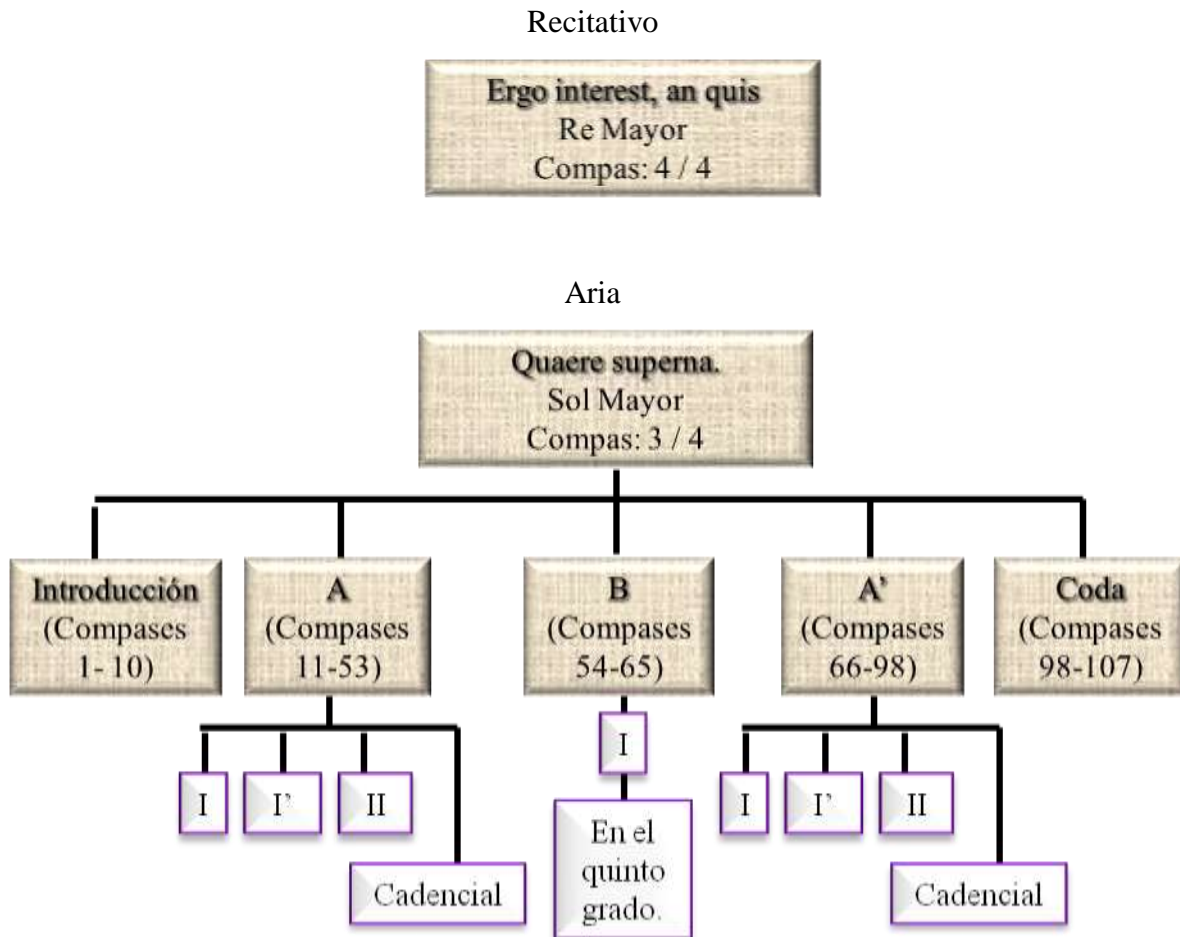 Recitativo
Ergo interest, an quis
Re Mayor
Compas: 4 / 4
Aria
Quaere superna.
Sol Mayor
Compas: 3 / 4
Introducción
(Compases
1- 10)
A
(Compases
11-53)
B
(Compases
54-65)
A’
(Compases
66-98)
Coda
(Compases
98-107)
I
I’
II
Cadencial
I
En el
quinto
grado.
I
I’
II
Cadencial